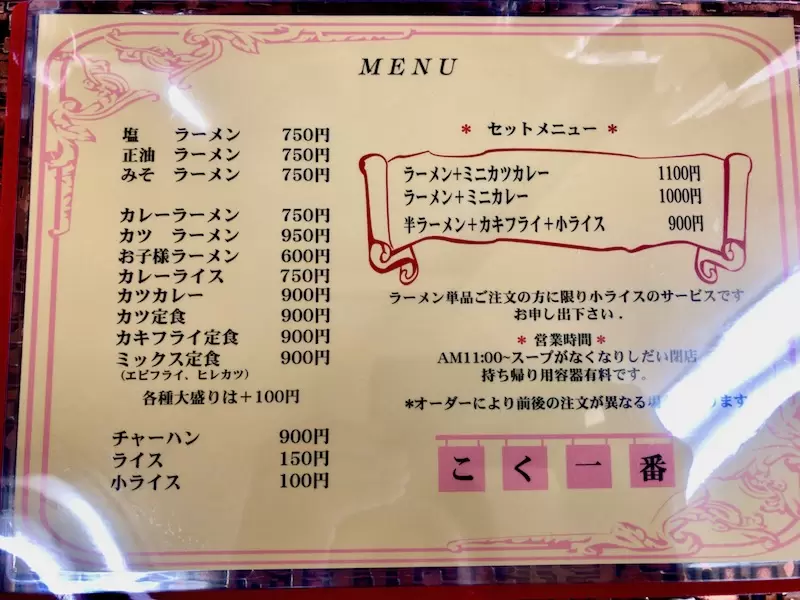 MENU
塩 ラーメン 750円
正油 ラーメン 750円
みそ ラーメン 750円
カレーラーメン 750円
カツ ラーメン 950円
お子様ラーメン 600円
カレーライス 750円
カツカレー 900円
カツ定食 900円
カキフライ定食 900円
ミックス定食 900円
(エビフライ、ヒレカツ)
各種大盛りは+100円
チャーハン 900円
ライス 150円
小ライス 100円
* セットメニュー *
ラーメン+ミニカツカレー 1100円
ラーメン+ミニカレー 1000円
半ラーメン+カキフライ+小ライス 900円
ラーメン単品ご注文の方に限り小ライスのサービスです
お申し出下さい.
* 営業時間 *
AM11:00~スープがなくなりしだい閉店
持ち帰り用容器有料です。
*オーダーにより前後の注文が異なる ります
こく一番